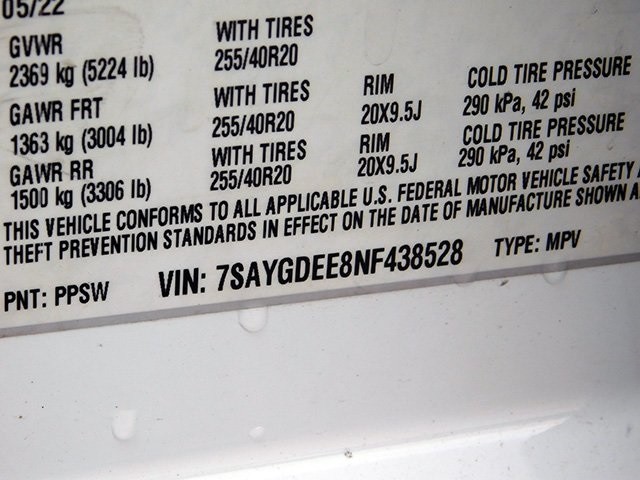 05/22
GVWR WITH TIRES
2369 kg (5224 lb) 255/40R20
GAWR FRT WITH TIRES RIM COLD TIRE PRESSURE
1363 kg (3004 lb) 255/40R20 20X9.5J 290 kPa, 42 psi
GAWR RR WITH TIRES RIM COLD TIRE PRESSURE
1500 kg (3306 lb) 255/40R20 20X9.5J 290 kPa, 42 psi
THIS VEHICLE CONFORMS TO ALL APPLICABLE U.S. FEDERAL MOTOR VEHICLE SAFETY
THEFT PREVENTION STANDARDS IN EFFECT ON THE DATE OF MANUFACTURE SHOWN A
PNT: PPSW VIN: 7SAYGDEE8NF438528 TYPE: MPV